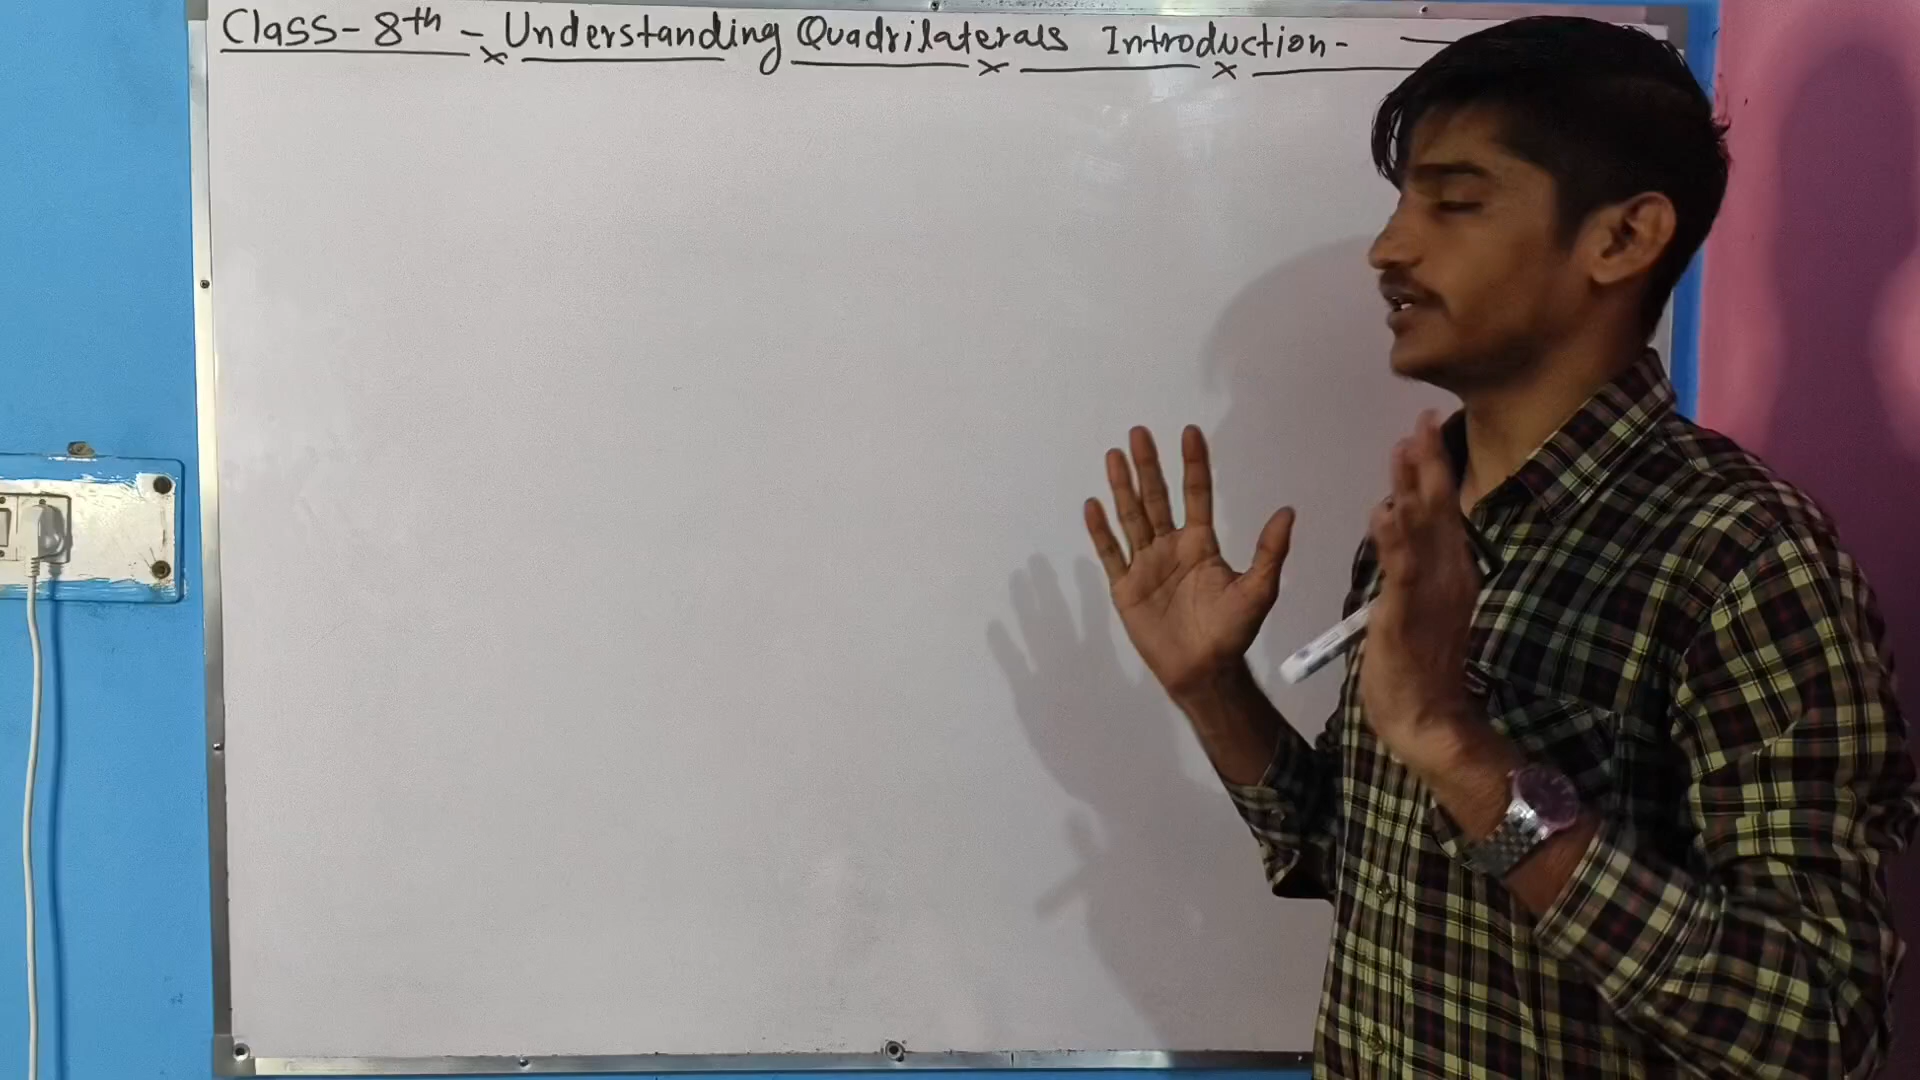 Class-8th - Understanding Quadrilaterals Introduction-